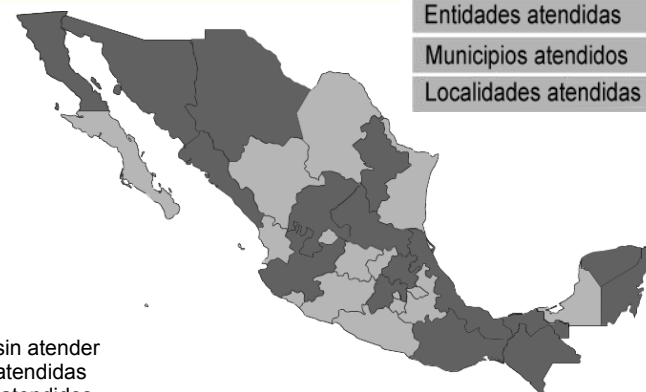 Entidades atendidas
Municipios atendidos
Localidades atendidas
sin atender
atendidas